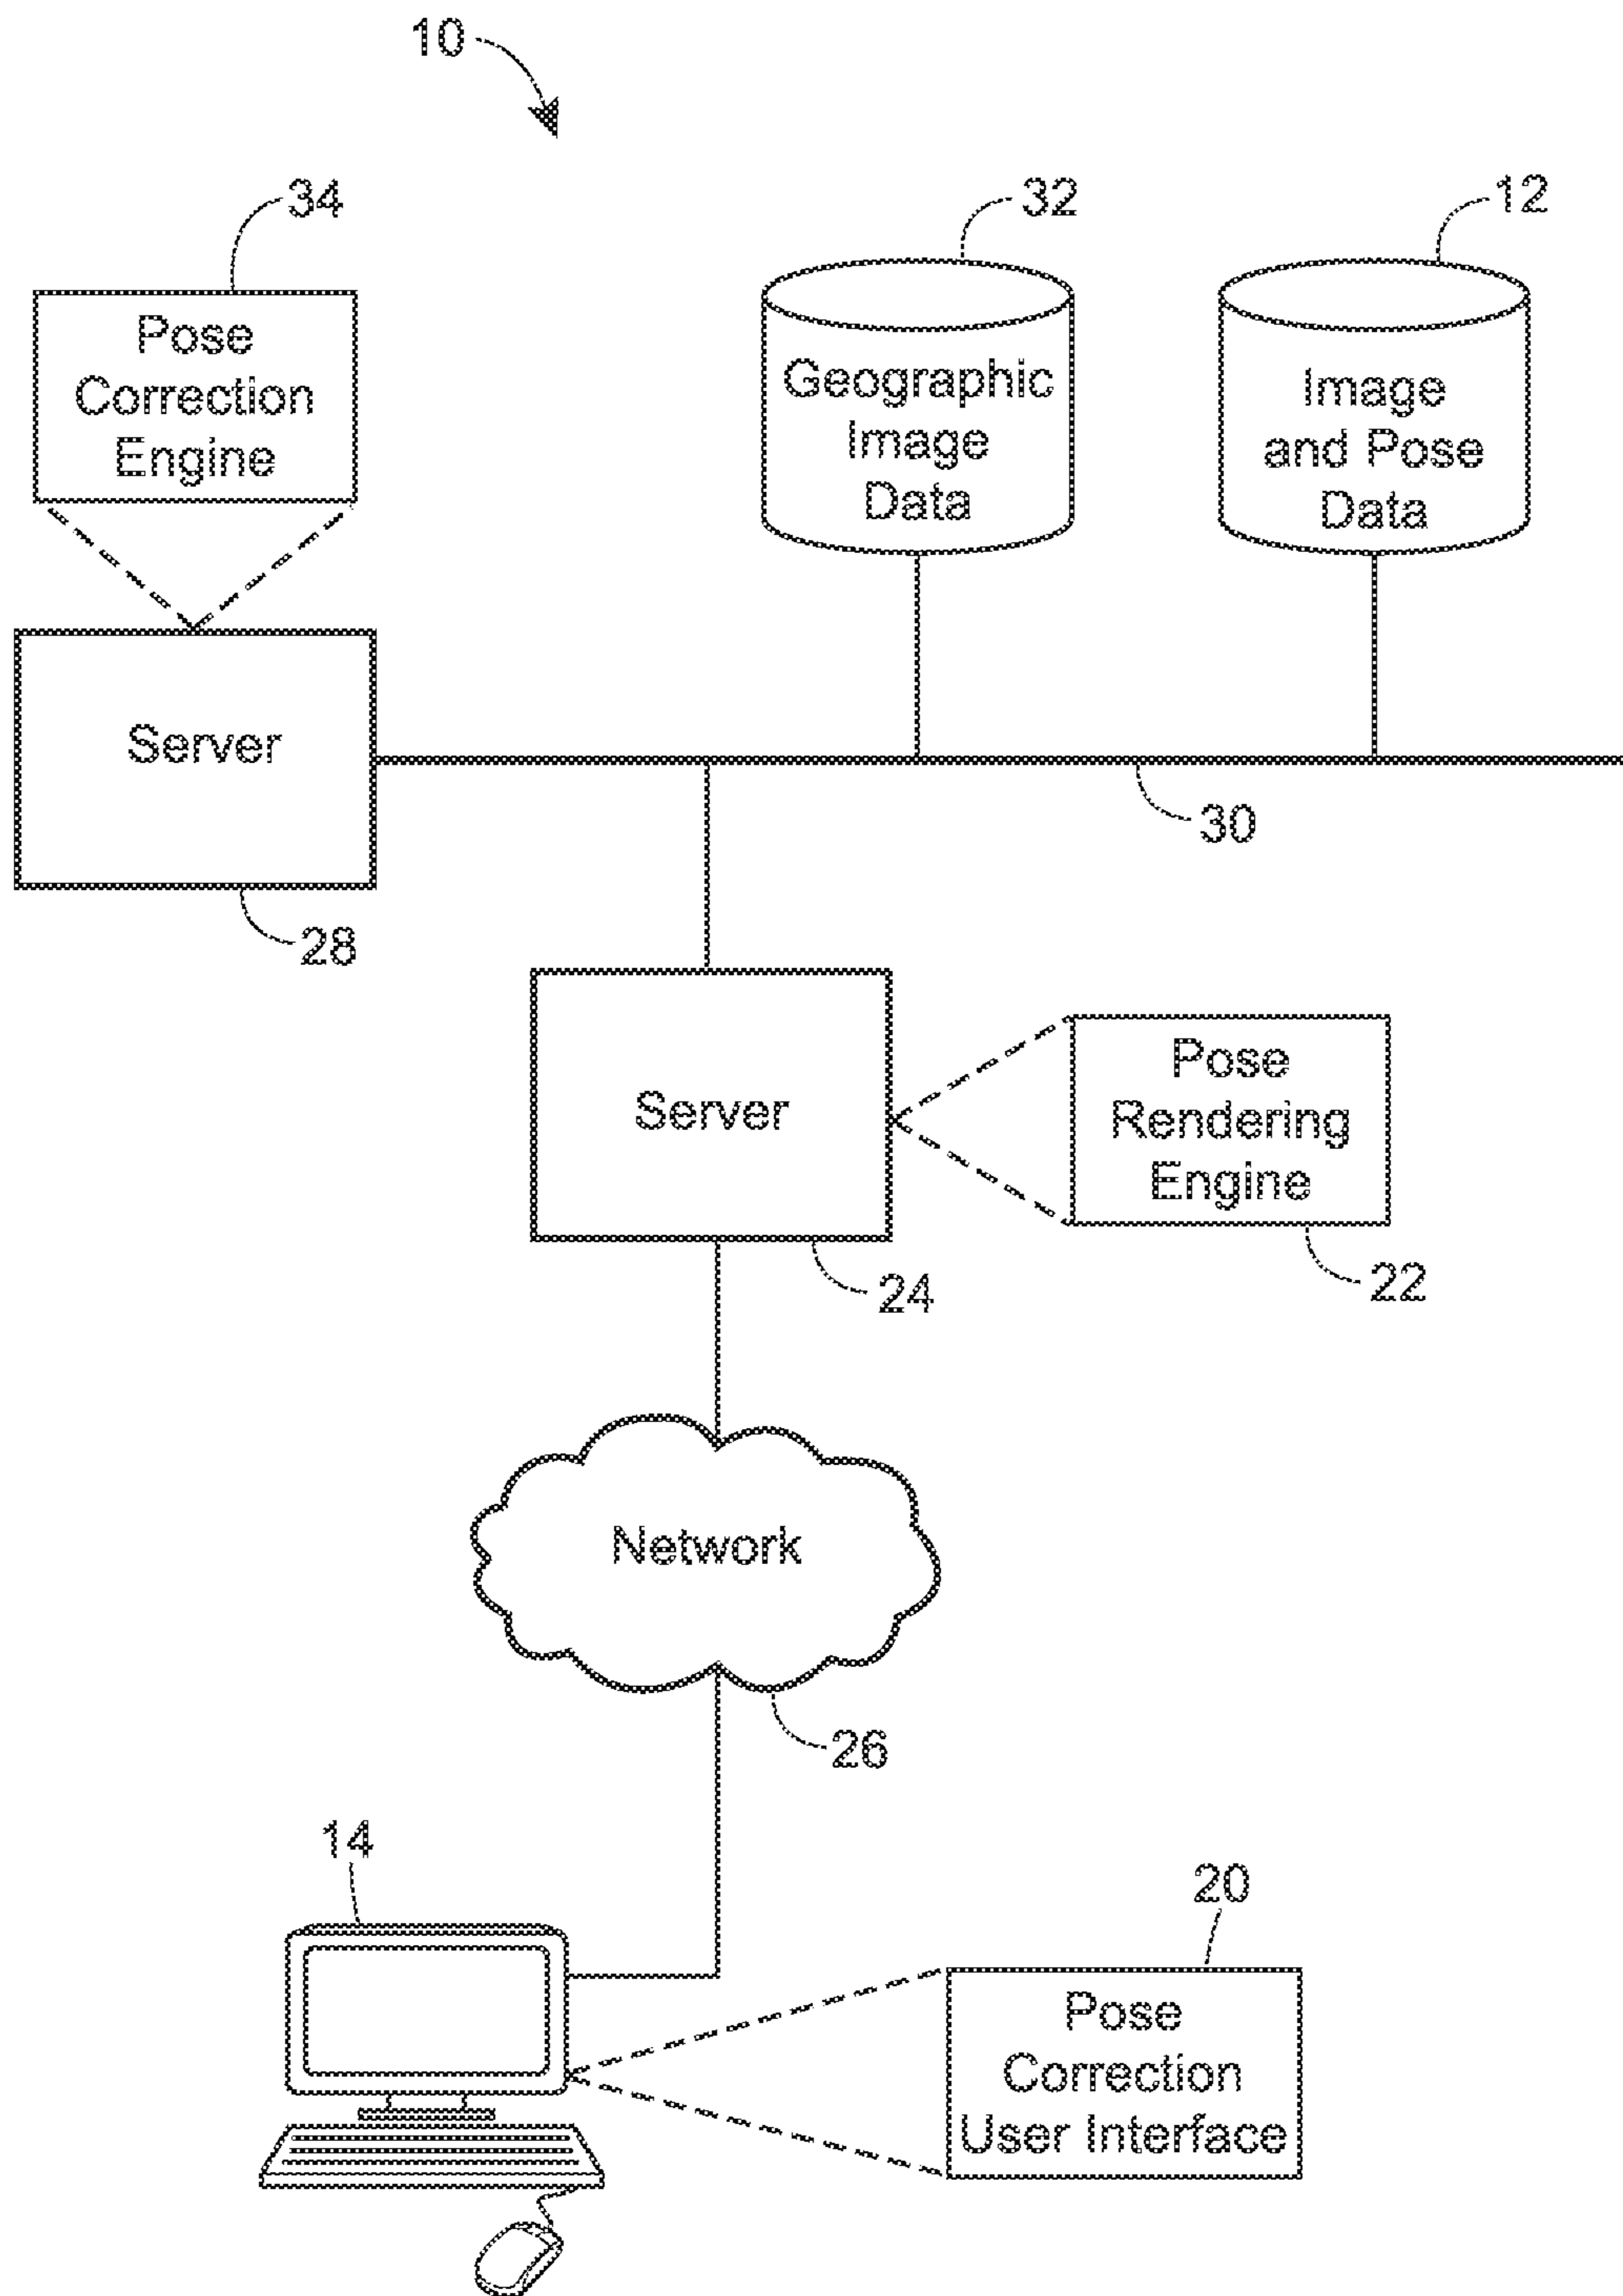 10
34
32
12
Pose
Correction
Engine
Geographic
Image
Data
Image
and Pose
Data
Server
30
28
Server
Pose
Rendering
Engine
24
22
Network
26
14
20
Pose
Correction
User Interface